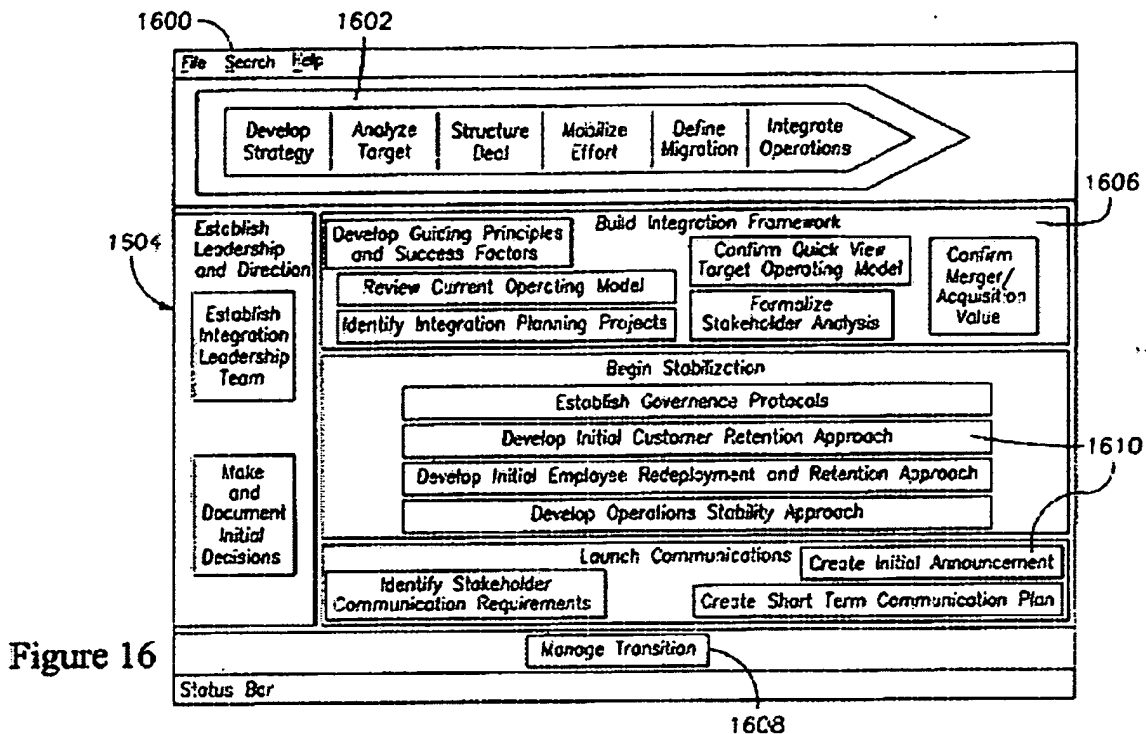 1600
1602
File Search Help
Develop
Strategy
Analyze
Target
Structure
Deal
Mobilize
Effort
Define
Migration
Integrate
Operations
1606
1504
Establish
Leadership
and Direction
Establish
Integration
Leadership
Team
Make
and
Document
Initial
Decisions
Build Integration Framework
Develop Guiding Principles
and Success Factors
Review Current Operating Model
Identify Integration Planning Projects
Confirm Quick View
Target Operating Model
Formalize
Stakeholder Analysis
Confirm
Merger/
Acquisition
Value
Begin Stabilization
Establish Governence Protocals
Develop Initial Customer Retention Approach
Develop Initial Employee Redeployment and Retention Approach
Develop Operations Stability Approach
1610
Launch Communications
Create Initial Announcement
Identify Stakeholder
Communication Requirements
Create Short Term Communication Plan
Manage Transition
Figure 16
Status Bar
1608